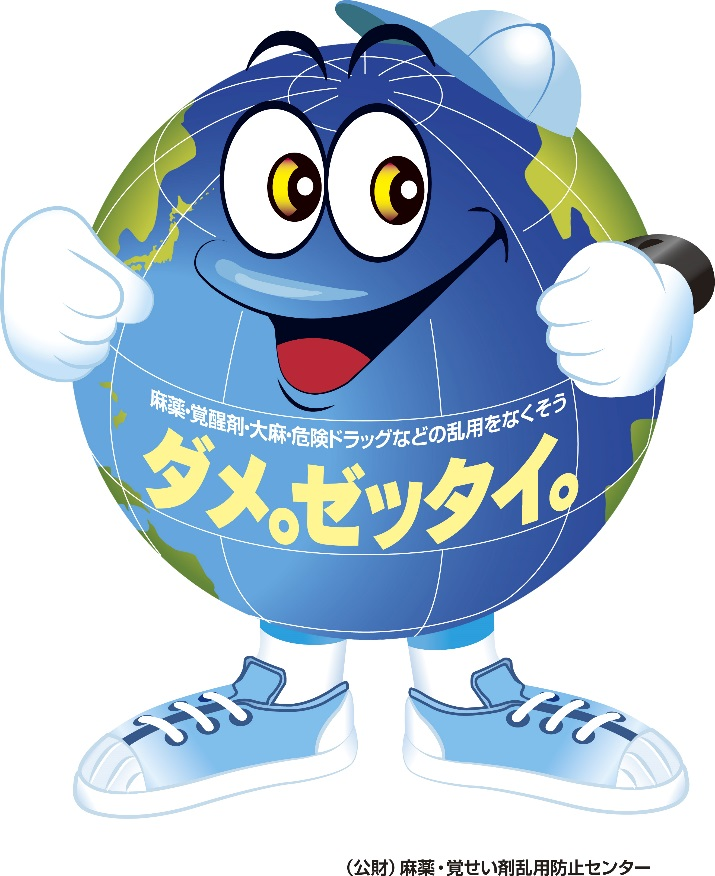 麻薬・覚醒剤・大麻・危険ドラッグなどの乱用をなくそう
ダメ。ゼッタイ。
（公財）麻薬・覚せい剤乱用防止センター